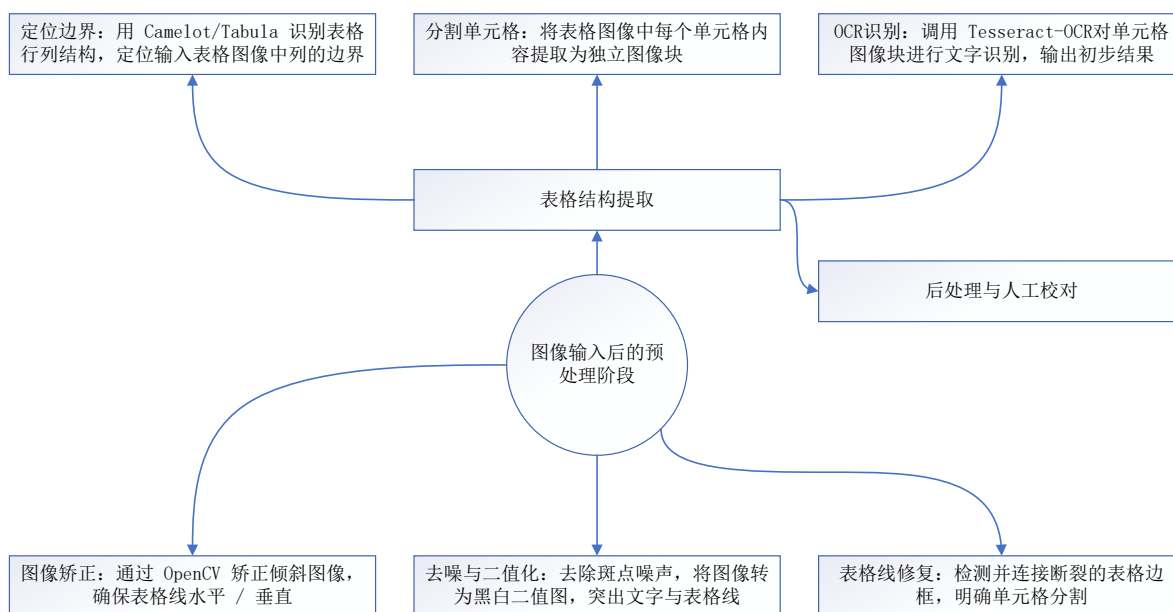 定位边界：用 Camelot/Tabula 识别表格
行列结构，定位输入表格图像中列的边界
分割单元格：将表格图像中每个单元格内
容提取为独立图像块
OCR识别：调用 Tesseract-OCR对单元格
图像块进行文字识别，输出初步结果
表格结构提取
后处理与人工校对
图像输入后的预
处理阶段
图像矫正：通过 OpenCV 矫正倾斜图像，
确保表格线水平 / 垂直
去噪与二值化：去除斑点噪声，将图像转
为黑白二值图，突出文字与表格线
表格线修复：检测并连接断裂的表格边
框，明确单元格分割